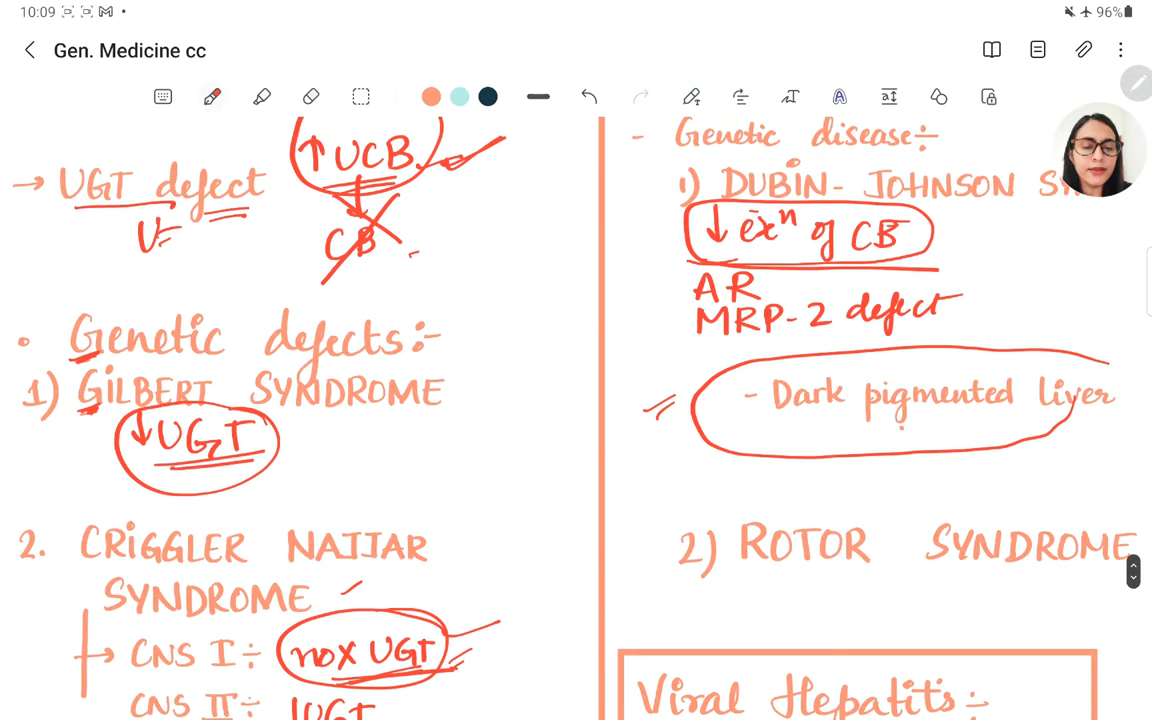 10:09
96%
Gen. Medicine cc
↑ UCB
→ UGT defect
CB
• Genetic defects:-
1) GILBERT SYNDROME
↓ UGT
2. CRIGGLER NAJJAR
SYNDROME
→ CNS I ÷ no UGT
CNS II ÷ ↓UGT
- Genetic disease÷
1) DUBIN-JOHNSON
↓ exⁿ of CB
AR
MRP-2 defect
- Dark pigmented liver
2) ROTOR SYNDROME
Viral Hepatitis:-